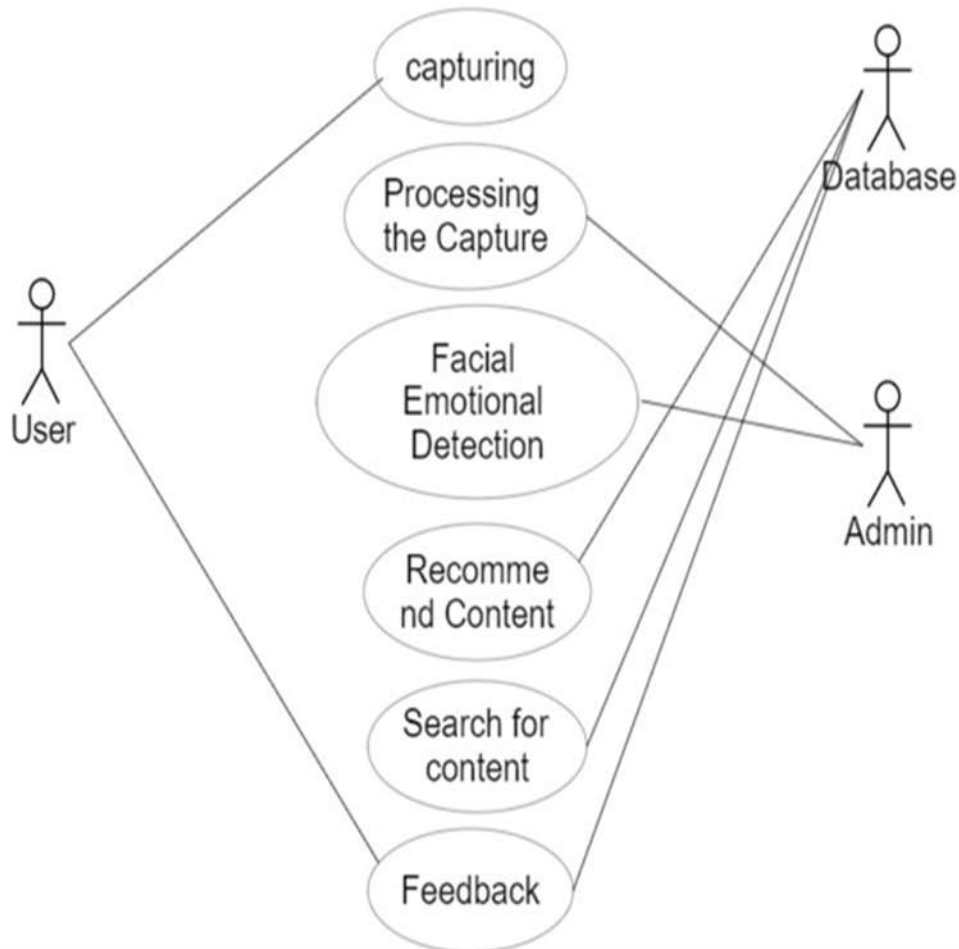 capturing
Processing
the Capture
Facial
Emotional
Detection
Recomme
nd Content
Search for
content
Feedback
User
Database
Admin